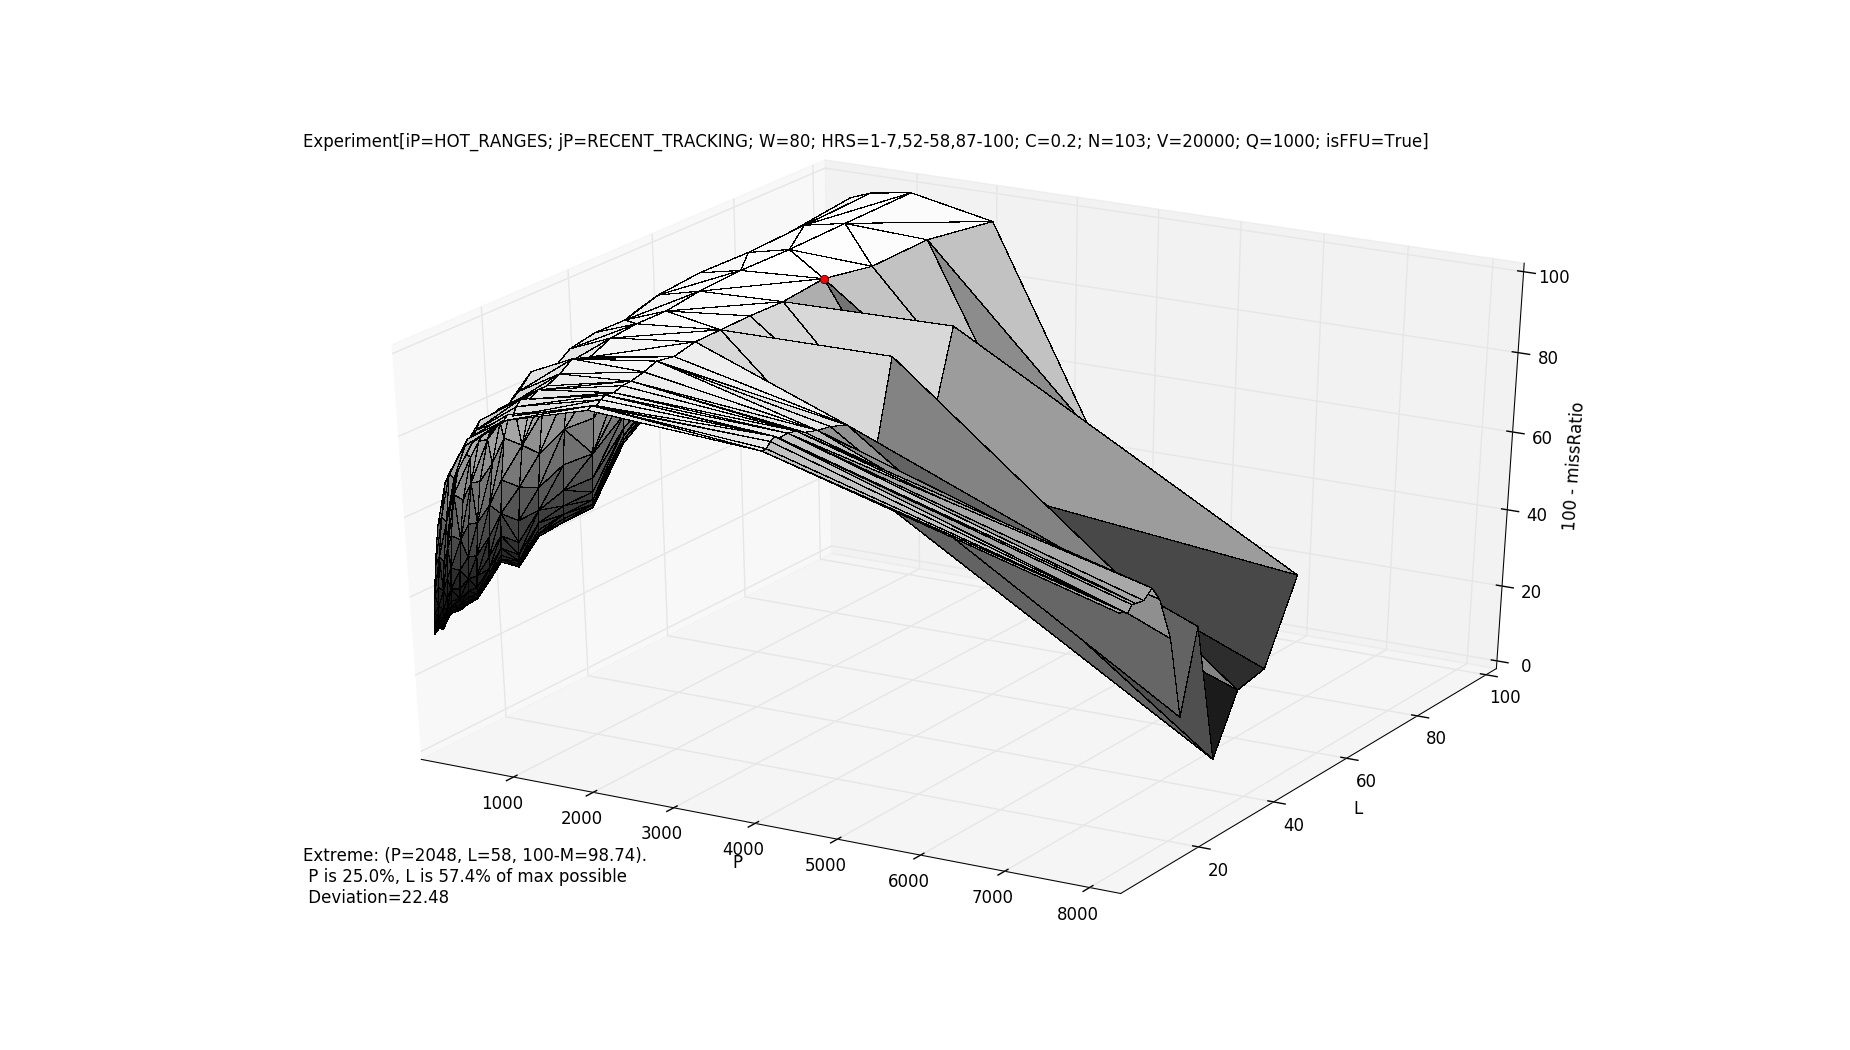 Experiment[iP=HOT_RANGES; jP=RECENT_TRACKING; W=80; HRS=1-7,52-58,87-100; C=0.2; N=103; V=20000; Q=1000; isFFU=True]
100
80
60
40
20
0
100 - missRatio
100
80
60
40
20
L
1000
2000
3000
4000
5000
6000
7000
8000
P
Extreme: (P=2048, L=58, 100-M=98.74).
P is 25.0%, L is 57.4% of max possible
Deviation=22.48